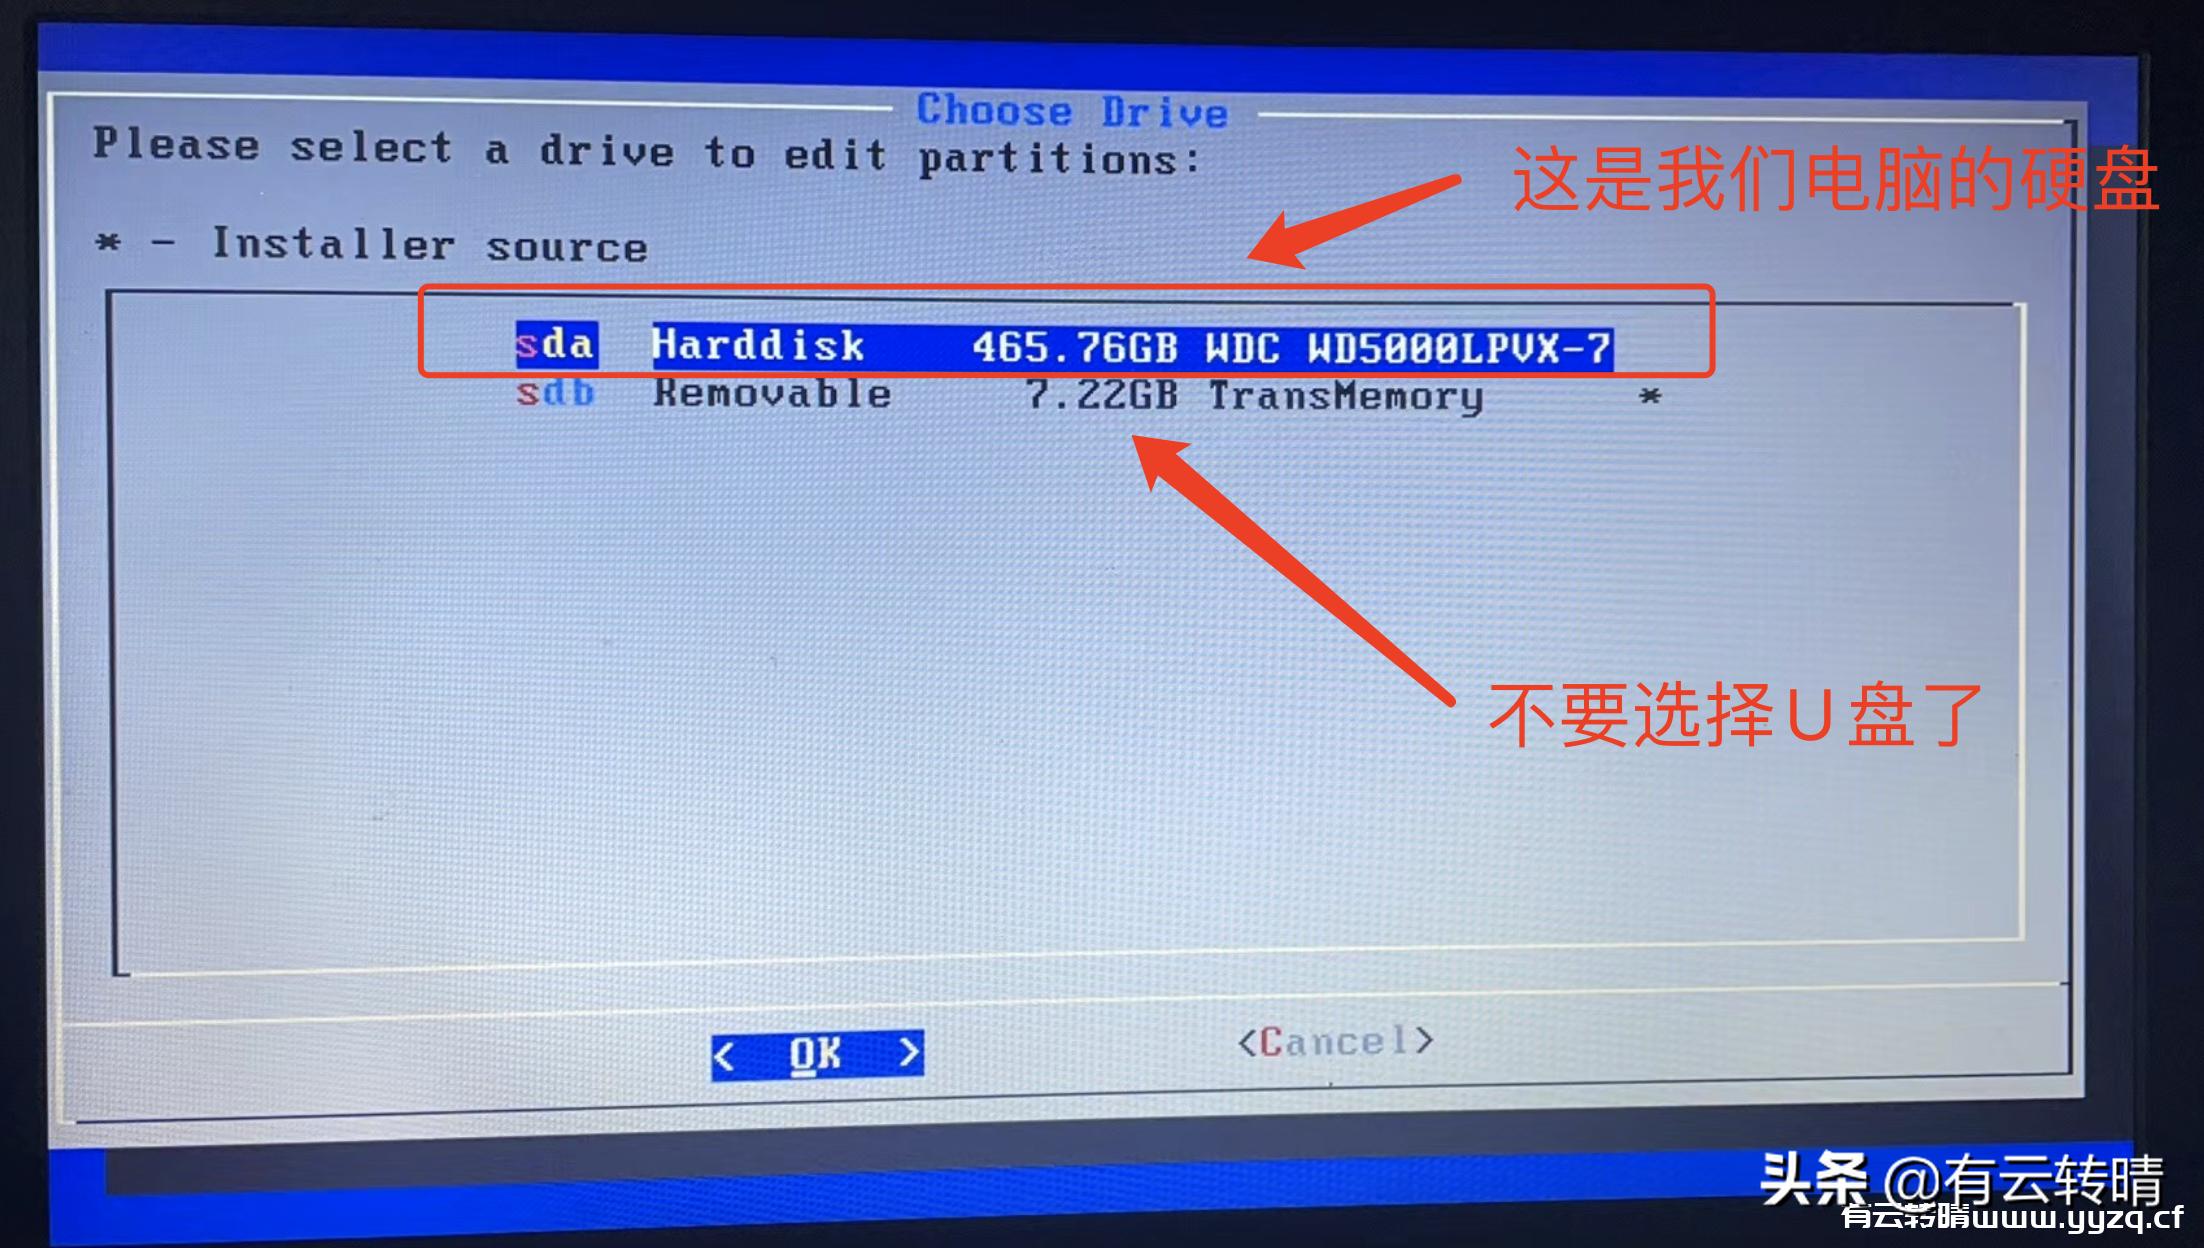 Choose Drive
Please select a drive to edit partitions:
这是我们电脑的硬盘
* - Installer source
sda Harddisk 465.76GB WDC WD5000LPVX-7
sdb Removable 7.22GB TransMemory *
不要选择U盘了
< OK > <Cancel>
头条 @有云转晴
有云转晴www.yyzq.cf